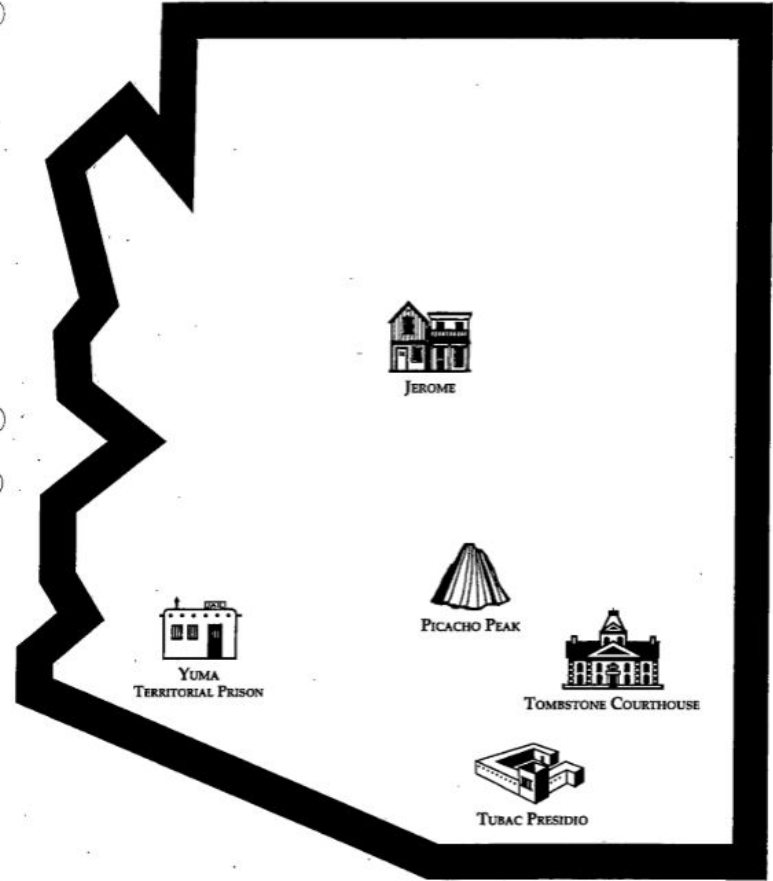 JEROME
PICACHO PEAK
YUMA
TERRITORIAL PRISON
TOMBSTONE COURTHOUSE
TUBAC PRESIDIO